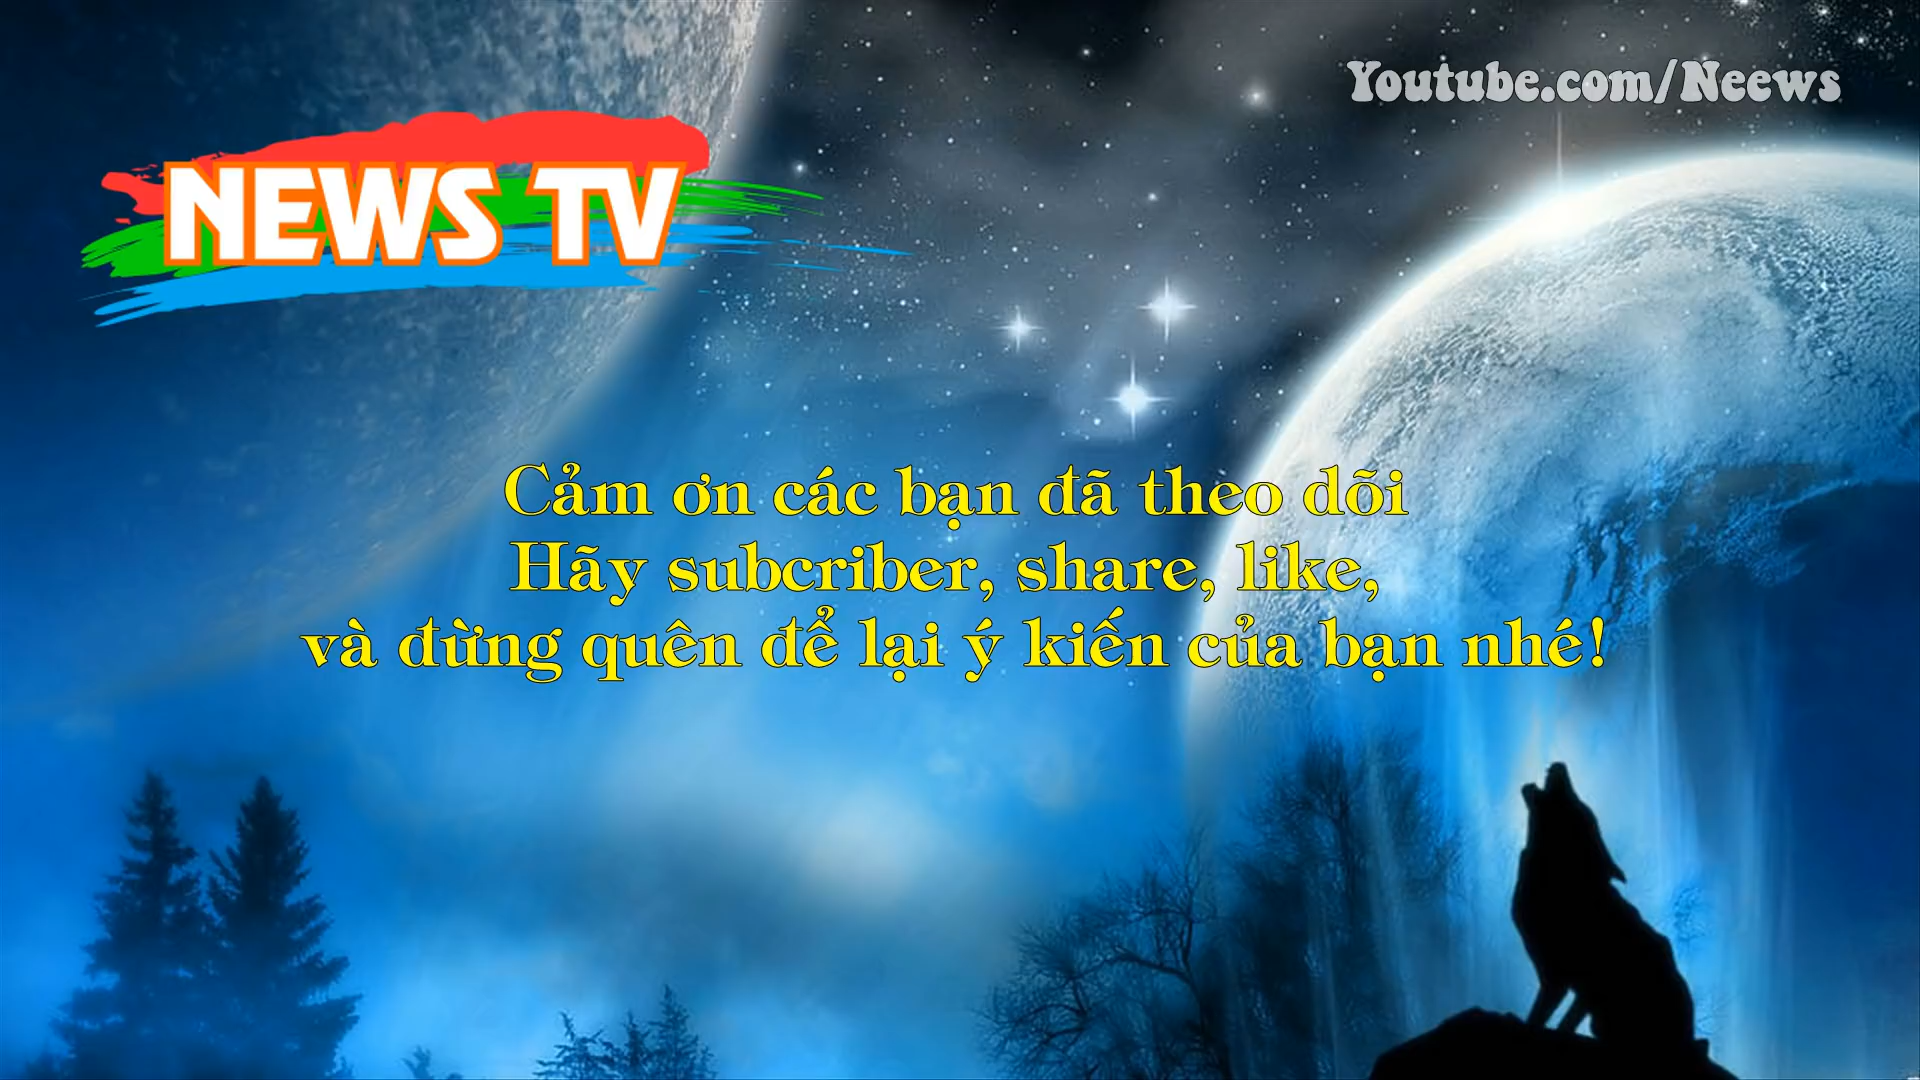 Youtube.com/Neews
NEWS TV
Cảm ơn các bạn đã theo dõi
Hãy subcriber, share, like,
và đừng quên để lại ý kiến của bạn nhé!